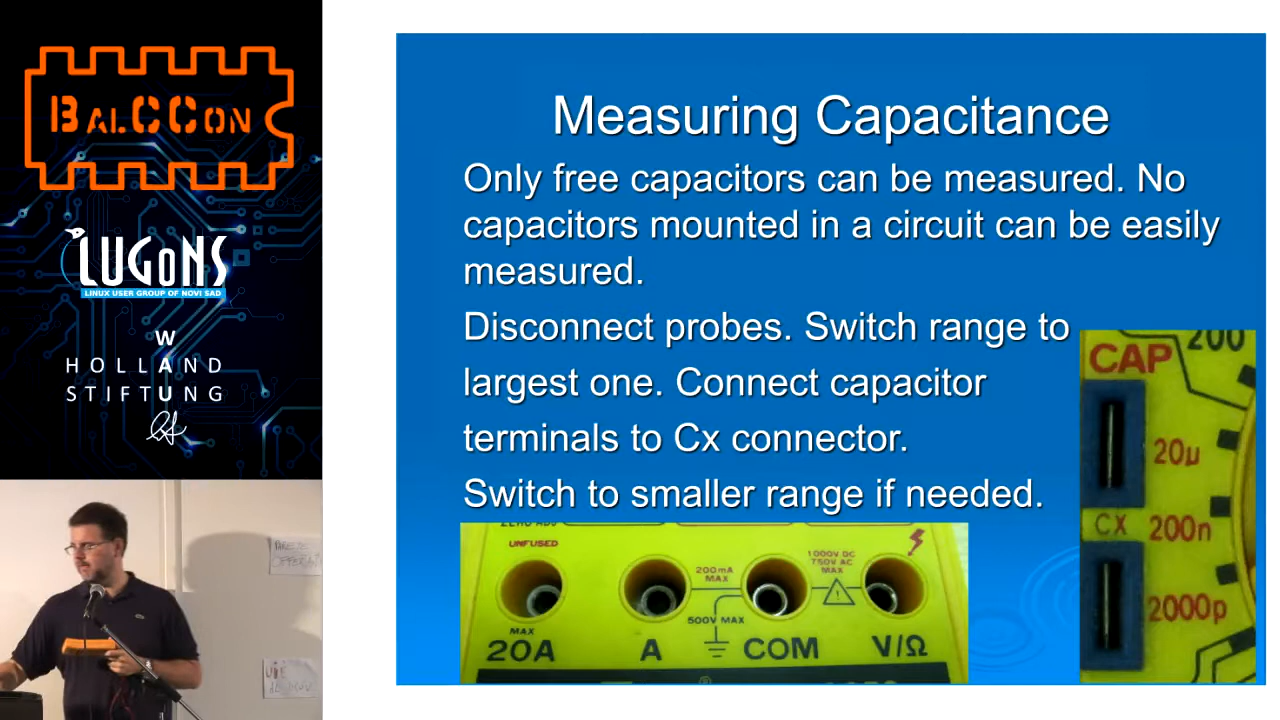 BALCCON
LUGONS
LINUX USER GROUP OF NOVI SAD
W
HOLLAND
A
STIFTUNG
U
Measuring Capacitance
Only free capacitors can be measured. No
capacitors mounted in a circuit can be easily
measured.
Disconnect probes. Switch range to
largest one. Connect capacitor
terminals to Cx connector.
Switch to smaller range if needed.
CAP
200
20µ
CX 200n
2000p
ZERO ADJ
UNFUSED
200mA
MAX
1000V DC
750V AC
MAX
500V MAX
MAX
20A
A
COM
V/Ω